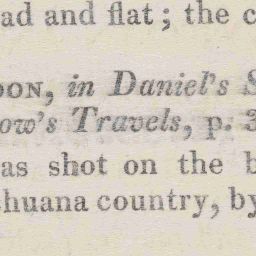 ad and flat; the c
OON, in Daniel's S
ow's Travels, p. 3
as shot on the b
huana country, by